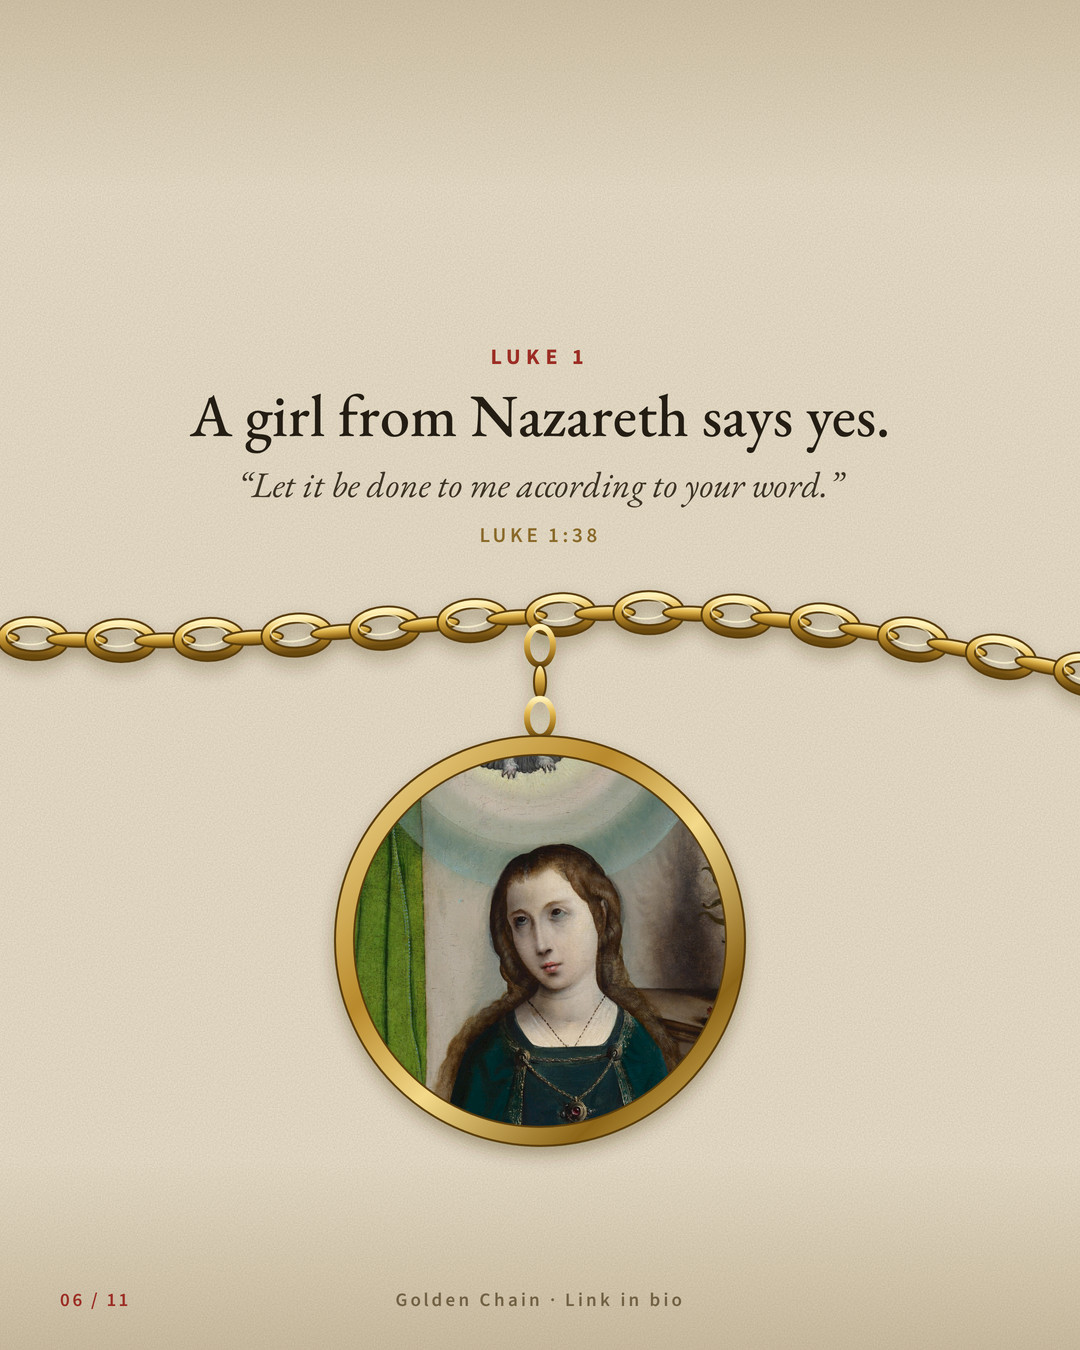 LUKE 1
A girl from Nazareth says yes.
“Let it be done to me according to your word.”
LUKE 1:38
06 / 11
Golden Chain · Link in bio